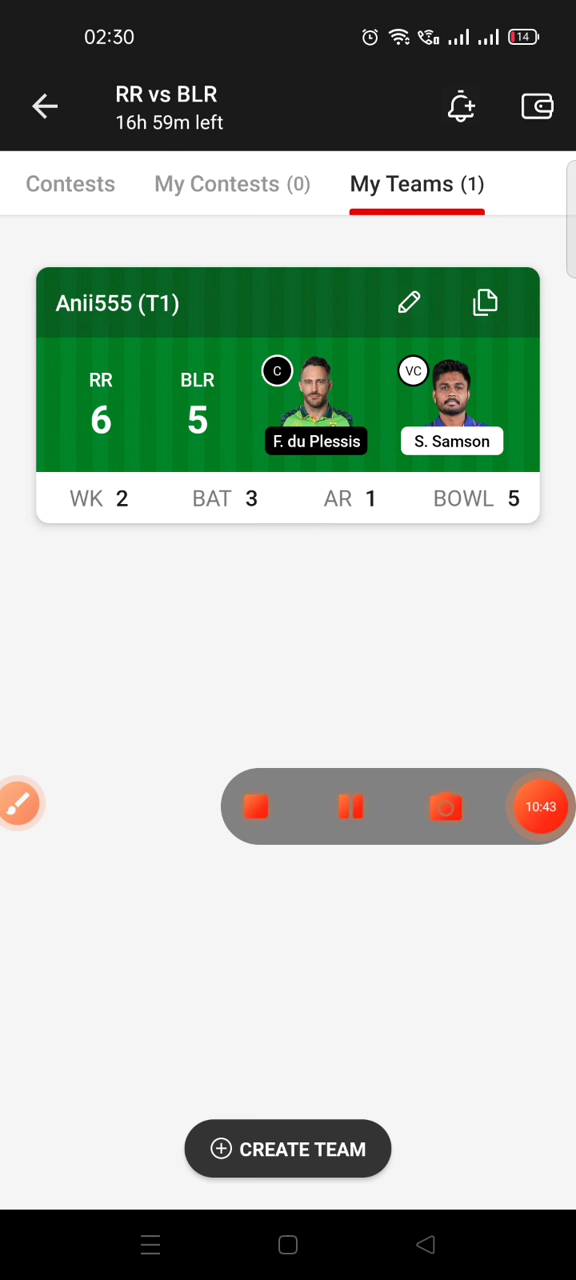 02:30
14
RR vs BLR
16h 59m left
Contests
My Contests (0)
My Teams (1)
Anii555 (T1)
RR
6
BLR
5
C
F. du Plessis
VC
S. Samson
WK 2
BAT 3
AR 1
BOWL 5
10:43
CREATE TEAM